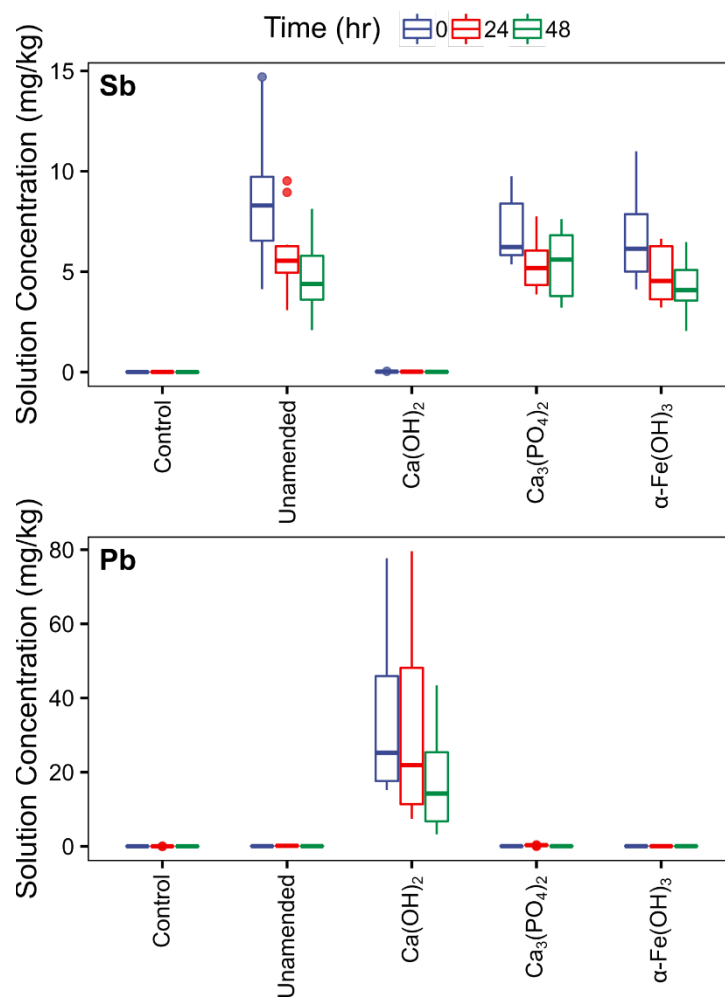 Time (hr) 0 24 48
Sb
Solution Concentration (mg/kg)
15
10
5
0
Control
Unamended
Ca(OH)₂
Ca₃(PO₄)₂
α-Fe(OH)₃
Pb
Solution Concentration (mg/kg)
80
60
40
20
0
Control
Unamended
Ca(OH)₂
Ca₃(PO₄)₂
α-Fe(OH)₃